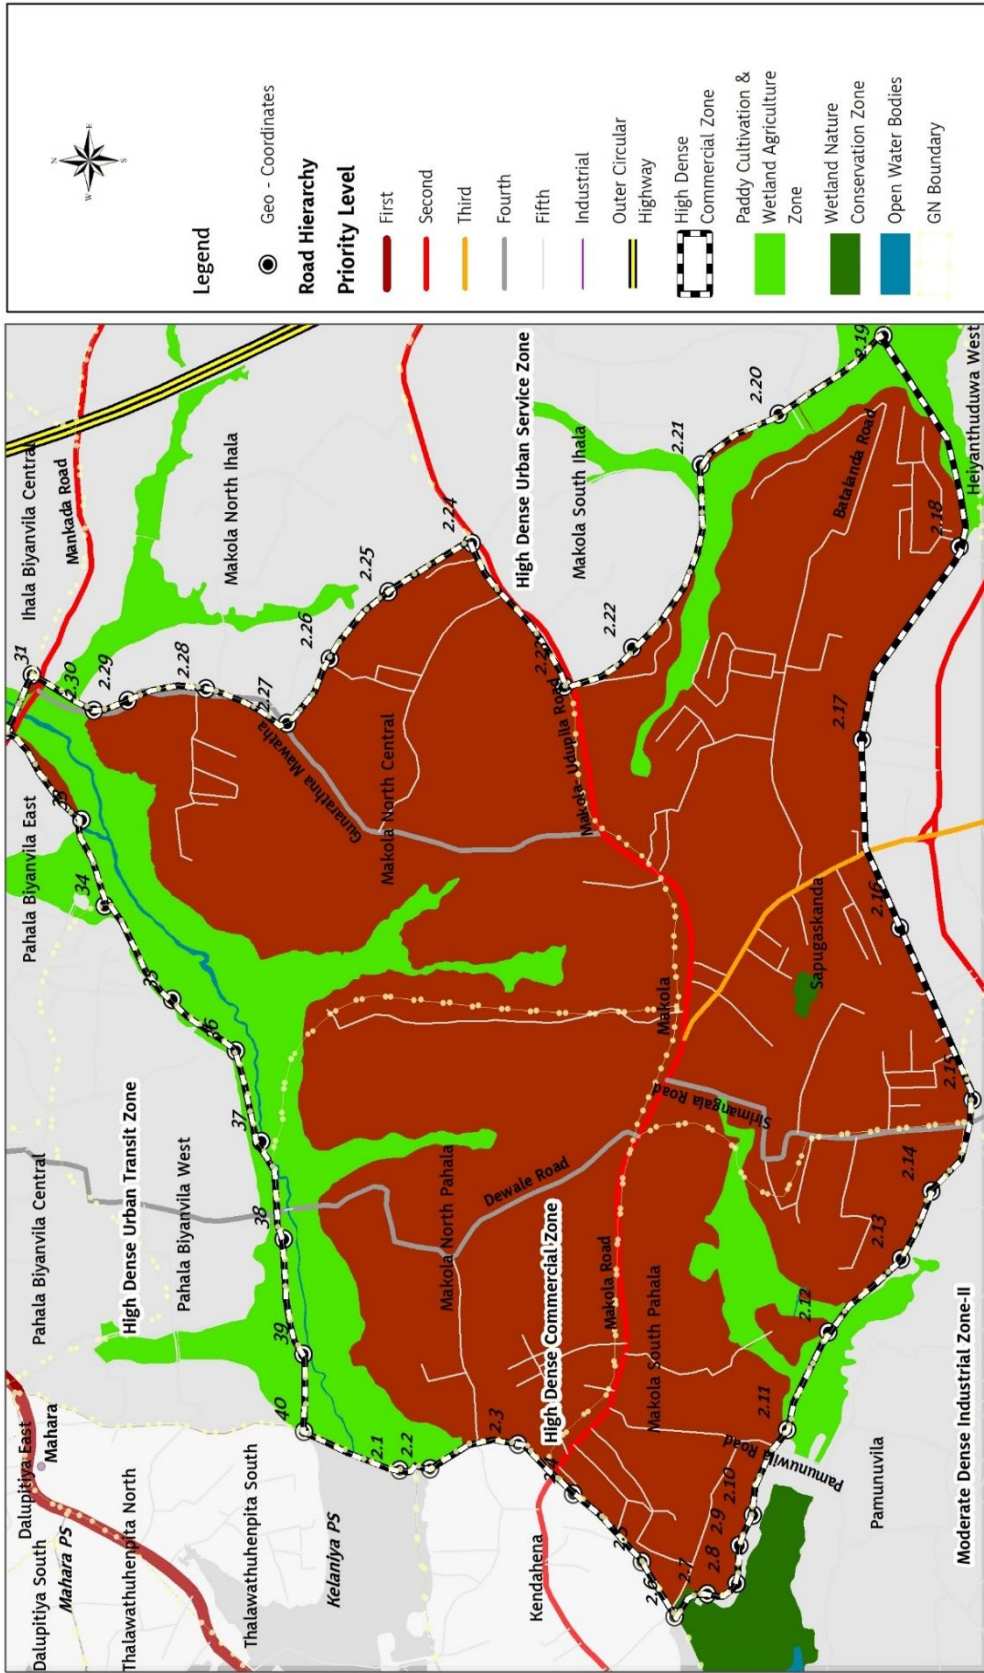 N
W
E
S
Legend
Geo - Coordinates
Road Hierarchy
Priority Level
First
Second
Third
Fourth
Fifth
Industrial
Outer Circular
Highway
High Dense
Commercial Zone
Paddy Cultivation &
Wetland Agriculture
Zone
Wetland Nature
Conservation Zone
Open Water Bodies
GN Boundary
Dalupitiya South
Dalupitiya East
Mahara
Mahara PS
Thalawathuhenpita North
Thalawathuhenpita South
Kelaniya PS
Kendahena
Pahala Biyanvila Central
High Dense Urban Transit Zone
Pahala Biyanvila West
Pahala Biyanvila East
Ihala Biyanvila Central
Mankada Road
Makola North Ihala
Gunarathna Mawatha
Makola North Central
Makola North Pahala
Dewale Road
High Dense Commercial Zone
Makola Road
Makola South Pahala
Makola
Makola- Udupila Road
High Dense Urban Service Zone
Makola South Ihala
Sirimangala Road
Sapugaskanda
Batalanda Road
Heiyanthuduwa West
Pamunuwila Road
Pamunuvila
Moderate Dense Industrial Zone-II
31
2.30
2.29
2.28
2.27
2.26
2.25
2.24
2.22
2.21
2.20
2.19
2.18
2.17
2.16
2.15
2.14
2.13
2.12
2.11
2.10
2.9
2.8
2.7
2.6
2.5
2.3
2.2
2.1
40
39
38
37
36
35
34